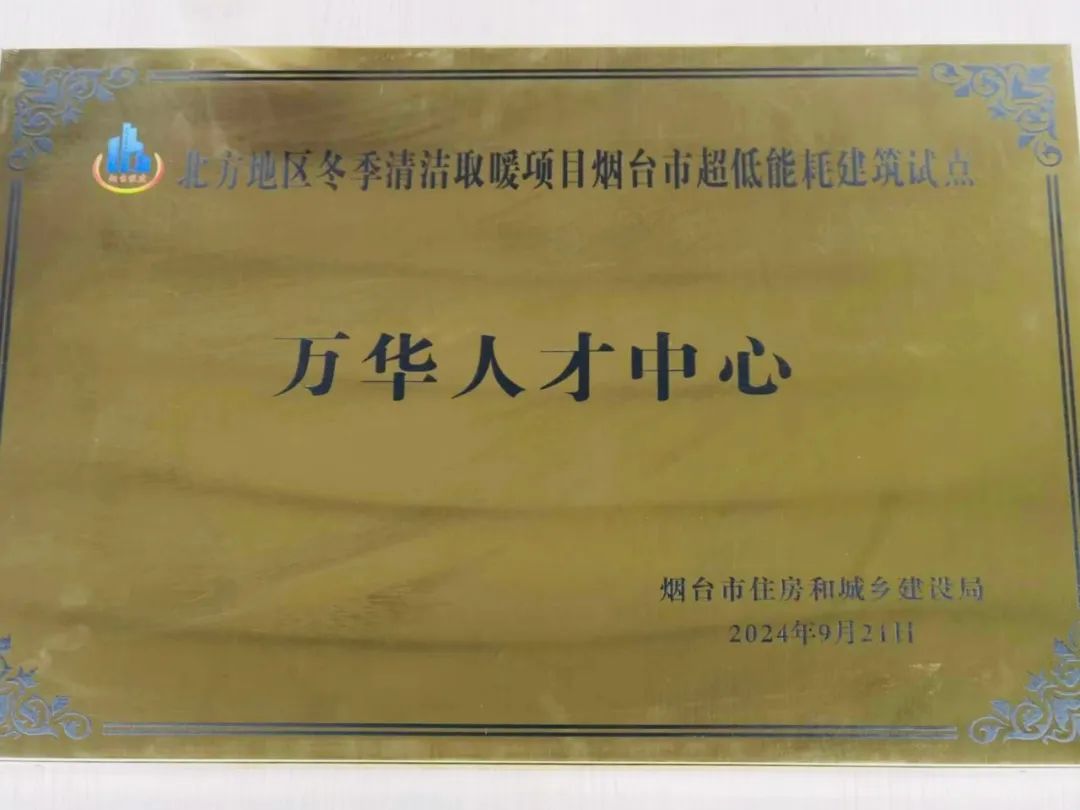 北方地区冬季清洁取暖项目烟台市超低能耗建筑试点
万华人才中心
烟台市住房和城乡建设局
2024年9月21日